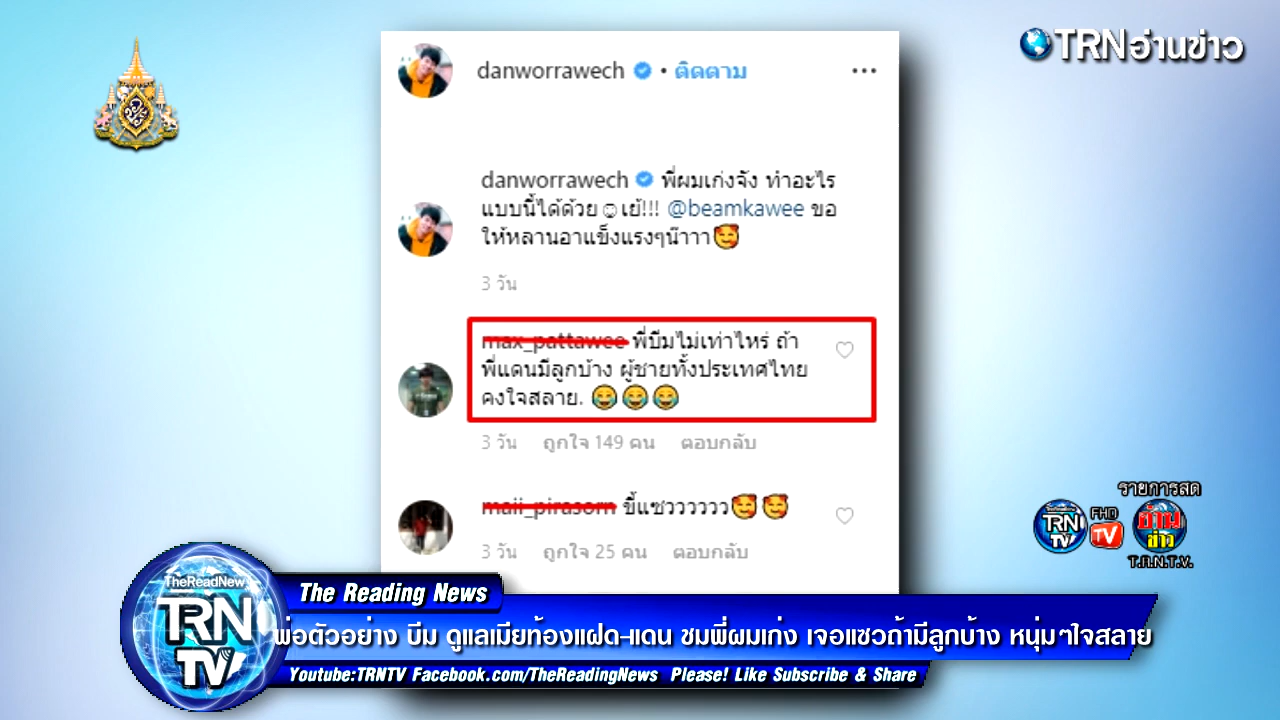 TRNอ่านข่าว
danworrawech • ติดตาม
danworrawech พี่ผมเก่งจัง ทำอะไร
แบบนี้ได้ด้วย☺เย้!!! @beamkawee ขอ
ให้หลานอาแข็งแรงๆน๊าาา🥰
3 วัน
max_pattawee พี่บีมไม่เท่าไหร่ ถ้า
พี่แดนมีลูกบ้าง ผู้ชายทั้งประเทศไทย
คงใจสลาย. 😂😂😂
3 วัน ถูกใจ 149 คน ตอบกลับ
maii_pirasorn ขี้แซวววววว🥰🥰
3 วัน ถูกใจ 25 คน ตอบกลับ
รายการสด
TRN
TV
FHD
TV
อ่าน
ข่าว
T.R.N.T.V.
TheReadNew
TRN
TV
The Reading News
พ่อตัวอย่าง บีม ดูแลเมียท้องแฝด-แดน ชมพี่ผมเก่ง เจอแซวถ้ามีลูกบ้าง หนุ่มๆใจสลาย
Youtube:TRNTV Facebook.com/TheReadingNews Please! Like Subscribe & Share